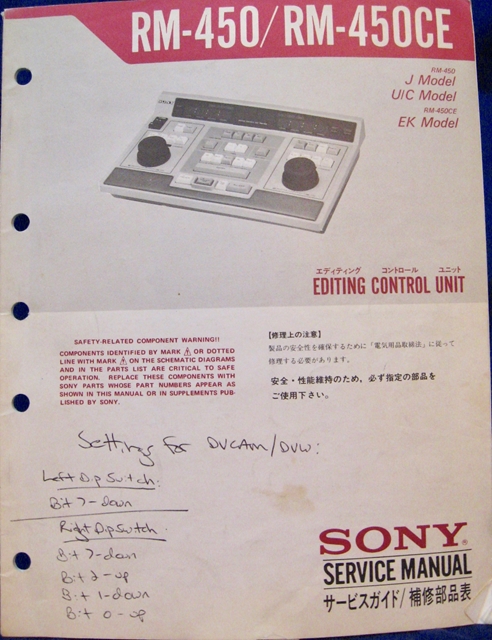 RM-450/RM-450CE
RM-450
J Model
U/C Model
RM-450CE
EK Model
エディティング コントロール ユニット
EDITING CONTROL UNIT
SAFETY-RELATED COMPONENT WARNING!!
COMPONENTS IDENTIFIED BY MARK ⚠ OR DOTTED
LINE WITH MARK ⚠ ON THE SCHEMATIC DIAGRAMS
AND IN THE PARTS LIST ARE CRITICAL TO SAFE
OPERATION. REPLACE THESE COMPONENTS WITH
SONY PARTS WHOSE PART NUMBERS APPEAR AS
SHOWN IN THIS MANUAL OR IN SUPPLEMENTS PUB-
LISHED BY SONY.
【修理上の注意】
製品の安全性を確保するために「電気用品取締法」に従って
修理する必要があります。
安全・性能維持のため，必ず指定の部品を
ご使用下さい。
Settings for DVCAM/DVW:
Left Dip Switch:
Bit 7-down
Right Dip Switch:
Bit 7-down
Bit 2-up
Bit 1-down
Bit 0-up
SONY®
SERVICE MANUAL
サービスガイド/補修部品表